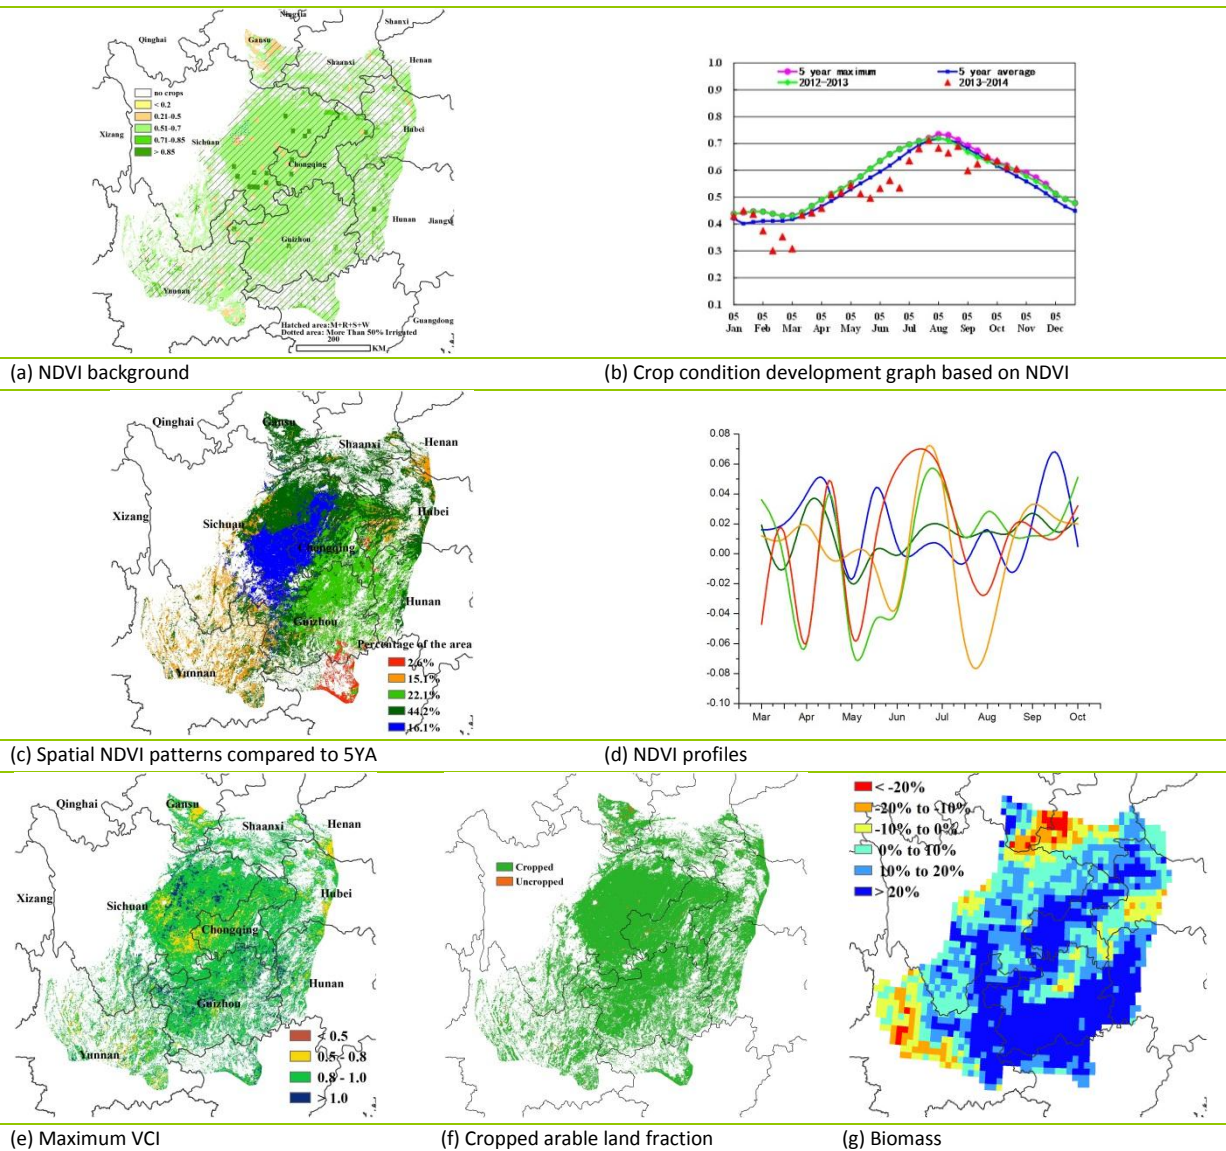 Ningxia
Shanxi
Qinghai
Gansu
Shaanxi
Henan
no crops
< 0.2
0.21-0.5
0.51-0.7
0.71-0.85
> 0.85
Xizang
Sichuan
Hubei
Chongqing
Hunan
Jiangxi
Guizhou
Yunnan
Guangdong
Hatched area:M+R+S+W
Dotted area: More Than 50% Irrigated
200
KM
1.0
0.9
0.8
0.7
0.6
0.5
0.4
0.3
0.2
0.1
5 year maximum
5 year average
2012-2013
2013-2014
05 05 05 05 05 05 05 05 05 05 05 05
Jan Feb Mar Apr May Jun Jul Aug Sep Oct Nov Dec
(a) NDVI background
(b) Crop condition development graph based on NDVI
Qinghai
Gansu
Shaanxi
Henan
Xizang
Sichuan
Hubei
Chongqing
Hunan
Guizhou
Yunnan
Percentage of the area
2.6%
15.1%
22.1%
44.2%
16.1%
0.08
0.06
0.04
0.02
0.00
-0.02
-0.04
-0.06
-0.08
-0.10
Mar Apr May Jun Jul Aug Sep Oct
(c) Spatial NDVI patterns compared to 5YA
(d) NDVI profiles
Qinghai
Gansu
Shaanxi
Henan
Xizang
Sichuan
Hubei
Chongqing
Hunan
Guizhou
Yunnan
< 0.5
0.5 - 0.8
0.8 - 1.0
> 1.0
Cropped
Uncropped
< -20%
-20% to -10%
-10% to 0%
0% to 10%
10% to 20%
> 20%
(e) Maximum VCI
(f) Cropped arable land fraction
(g) Biomass